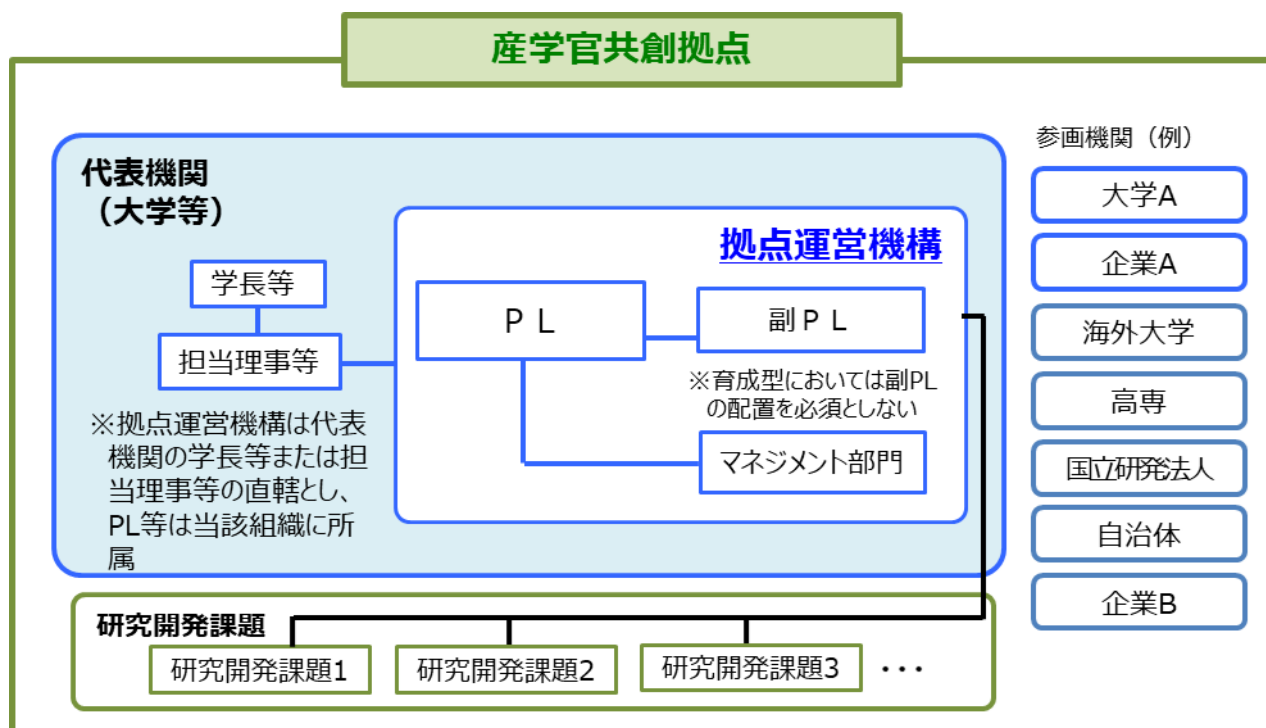 産学官共創拠点
代表機関
（大学等）
学長等
担当理事等
※拠点運営機構は代表
機関の学長等または担
当理事等の直轄とし、
PL等は当該組織に所
属
拠点運営機構
ＰＬ
副ＰＬ
※育成型においては副PL
の配置を必須としない
マネジメント部門
参画機関（例）
大学A
企業A
海外大学
高専
国立研発法人
自治体
企業B
研究開発課題
研究開発課題1
研究開発課題2
研究開発課題3
・・・